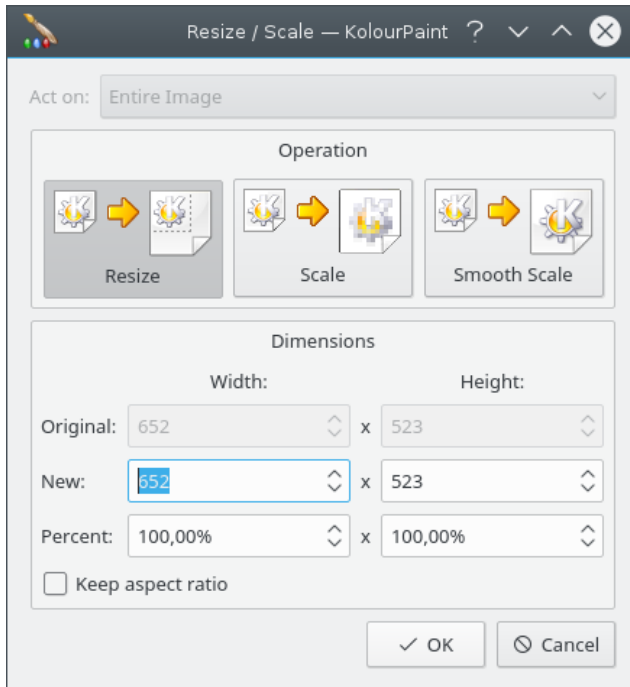 Resize / Scale — KolourPaint ?
Act on: Entire Image
Operation
Resize Scale Smooth Scale
Dimensions
Width: Height:
Original: 652 x 523
New: 652 x 523
Percent: 100,00% x 100,00%
Keep aspect ratio
OK Cancel